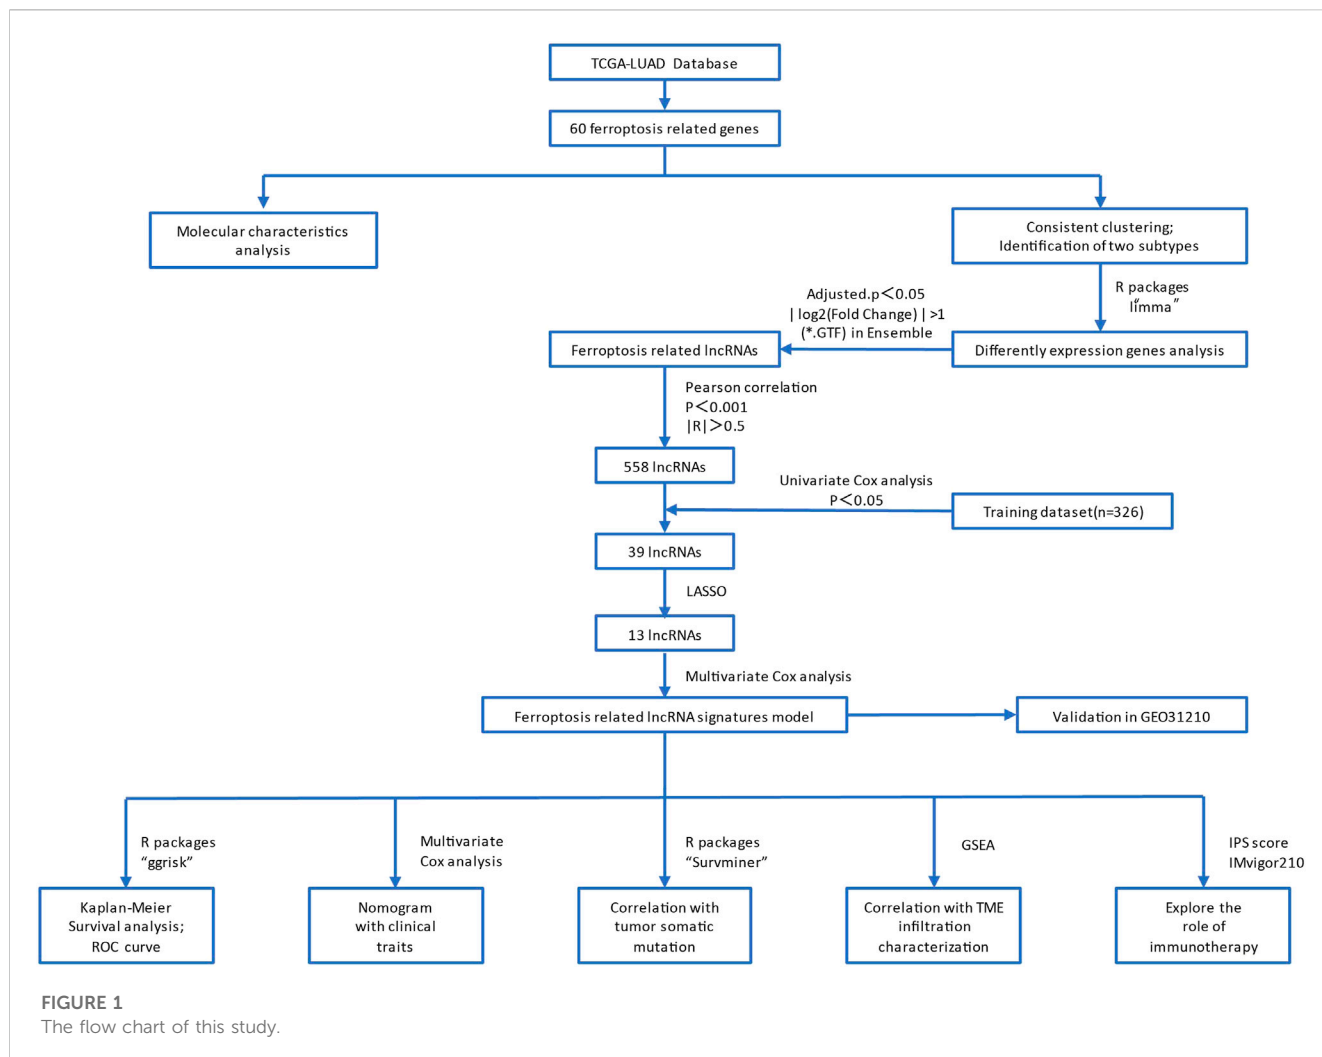 TCGA-LUAD Database
60 ferroptosis related genes
Molecular characteristics
analysis
Consistent clustering;
Identification of two subtypes
R packages
“limma”
Adjusted.p<0.05
| log2(Fold Change) | >1
(*.GTF) in Ensemble
Ferroptosis related lncRNAs
Differently expression genes analysis
Pearson correlation
P<0.001
|R|>0.5
558 lncRNAs
Univariate Cox analysis
P<0.05
Training dataset(n=326)
39 lncRNAs
LASSO
13 lncRNAs
Multivariate Cox analysis
Ferroptosis related lncRNA signatures model
Validation in GEO31210
R packages
“ggrisk”
Multivariate
Cox analysis
R packages
“Survminer”
GSEA
IPS score
IMvigor210
Kaplan-Meier
Survival analysis;
ROC curve
Nomogram
with clinical
traits
Correlation with
tumor somatic
mutation
Correlation with TME
infiltration
characterization
Explore the
role of
immunotherapy
FIGURE 1
The flow chart of this study.